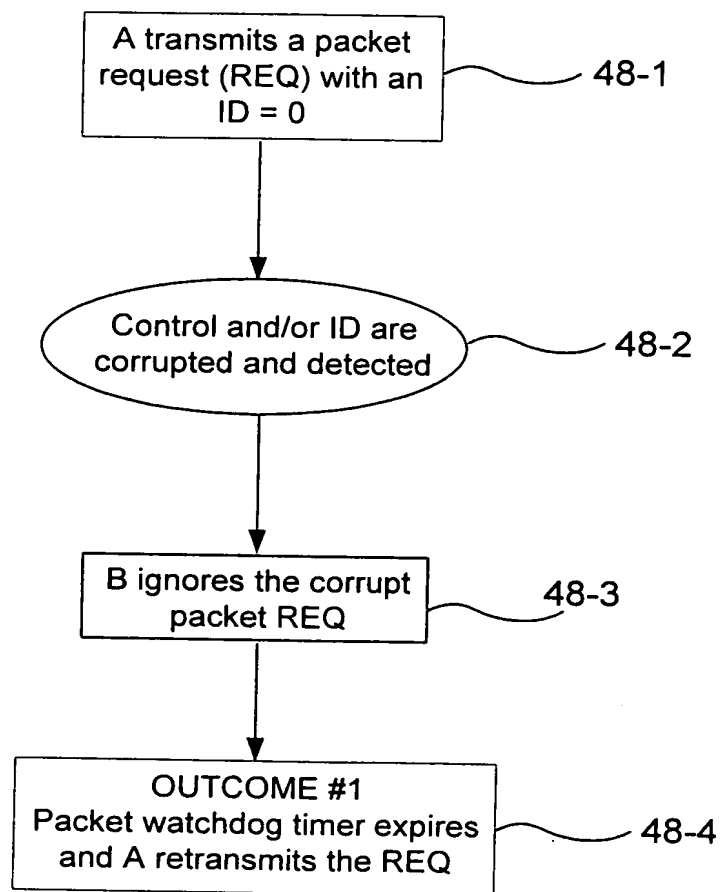 A transmits a packet
request (REQ) with an
ID = 0
48-1
Control and/or ID are
corrupted and detected
48-2
B ignores the corrupt
packet REQ
48-3
OUTCOME #1
Packet watchdog timer expires
and A retransmits the REQ
48-4